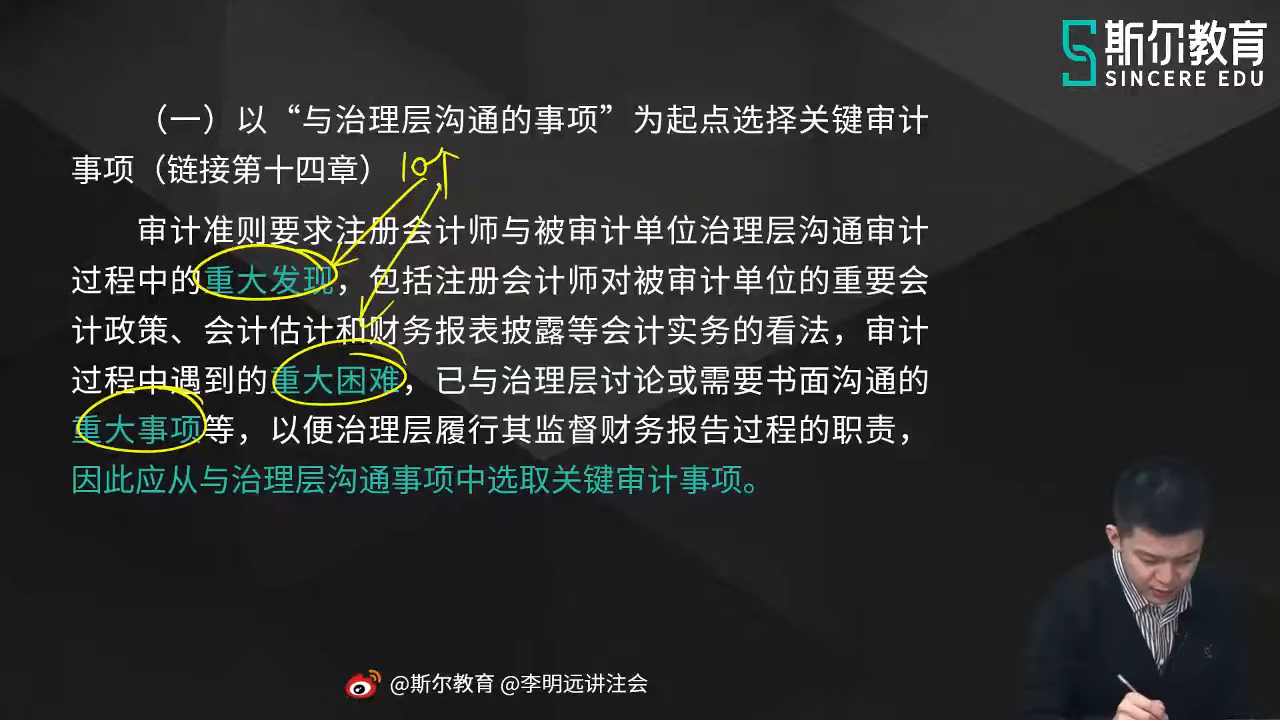 斯尔教育
SINCERE EDU
（一）以“与治理层沟通的事项”为起点选择关键审计
事项（链接第十四章）10个
审计准则要求注册会计师与被审计单位治理层沟通审计
过程中的重大发现，包括注册会计师对被审计单位的重要会
计政策、会计估计和财务报表披露等会计实务的看法，审计
过程中遇到的重大困难，已与治理层讨论或需要书面沟通的
重大事项等，以便治理层履行其监督财务报告过程的职责，
因此应从与治理层沟通事项中选取关键审计事项。
@斯尔教育 @李明远讲注会